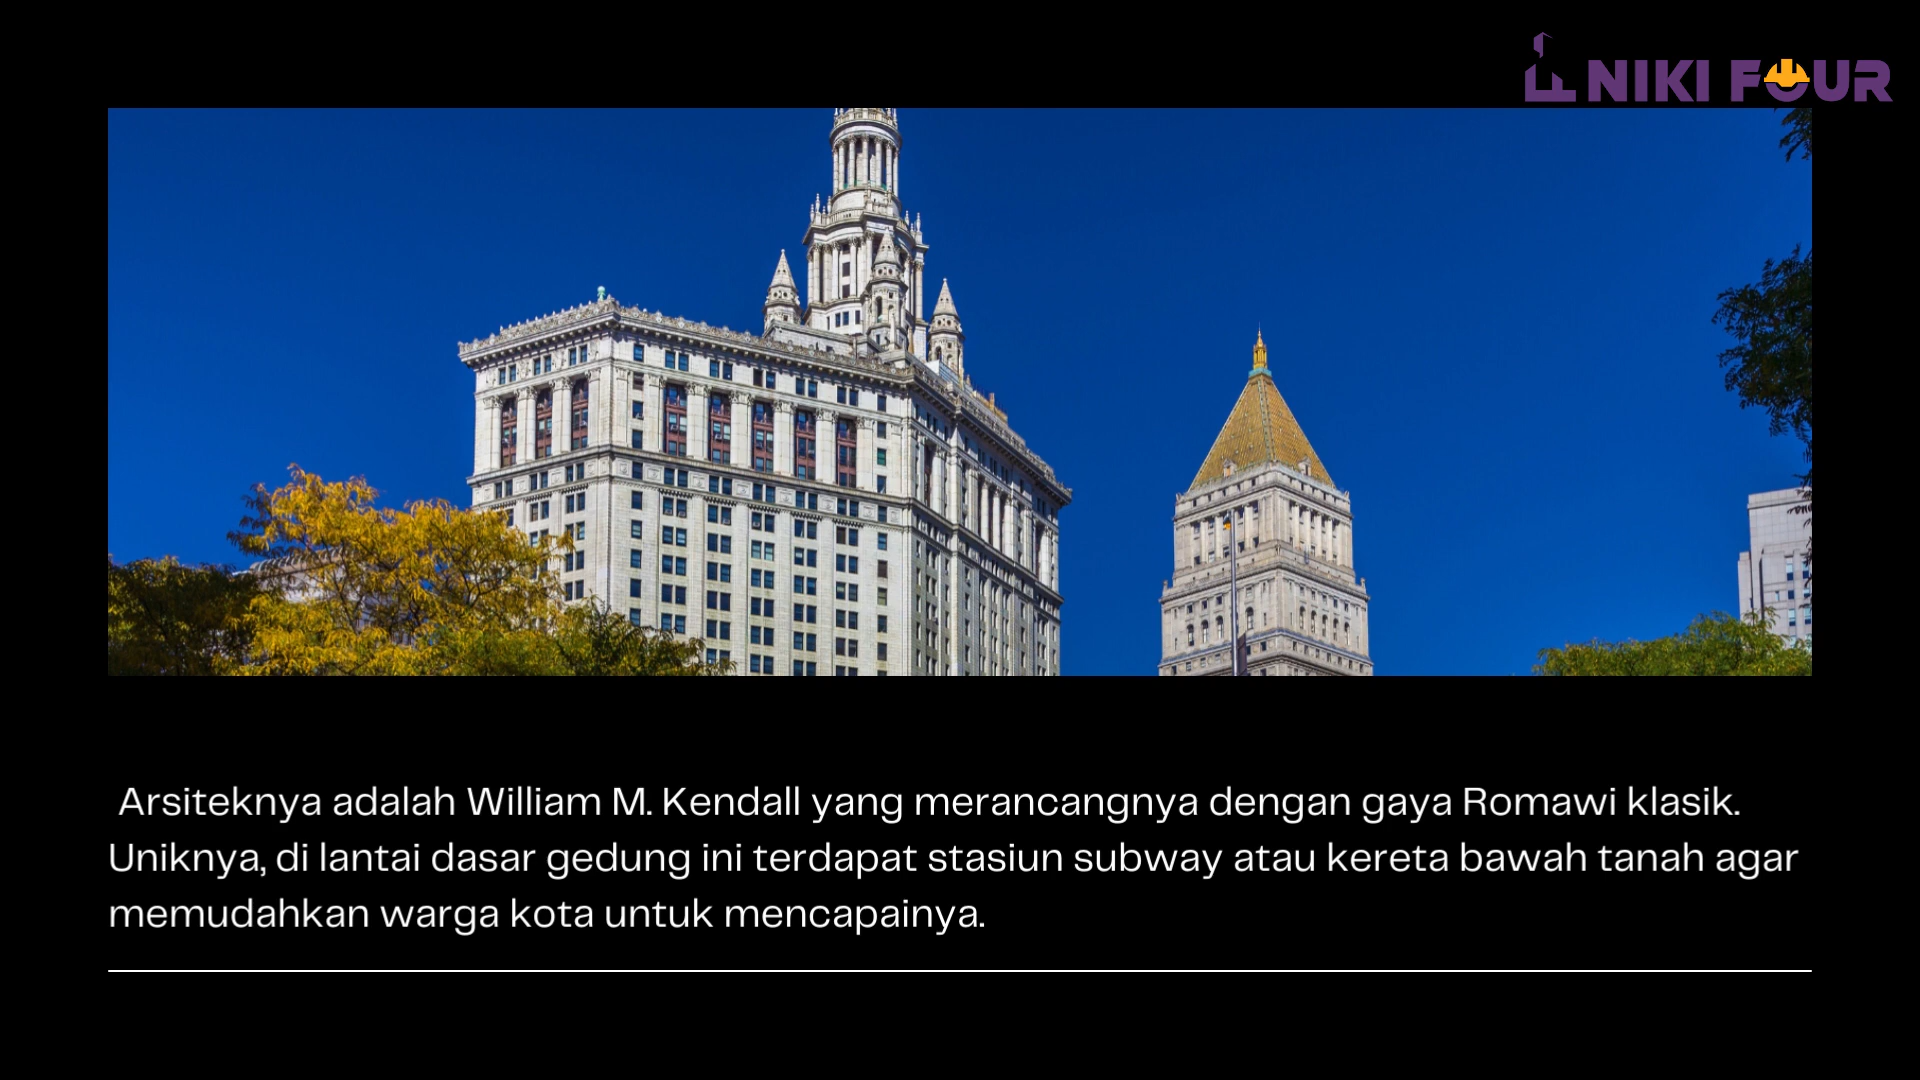 NIKI FOUR
Arsiteknya adalah William M. Kendall yang merancangnya dengan gaya Romawi klasik.
Uniknya, di lantai dasar gedung ini terdapat stasiun subway atau kereta bawah tanah agar
memudahkan warga kota untuk mencapainya.